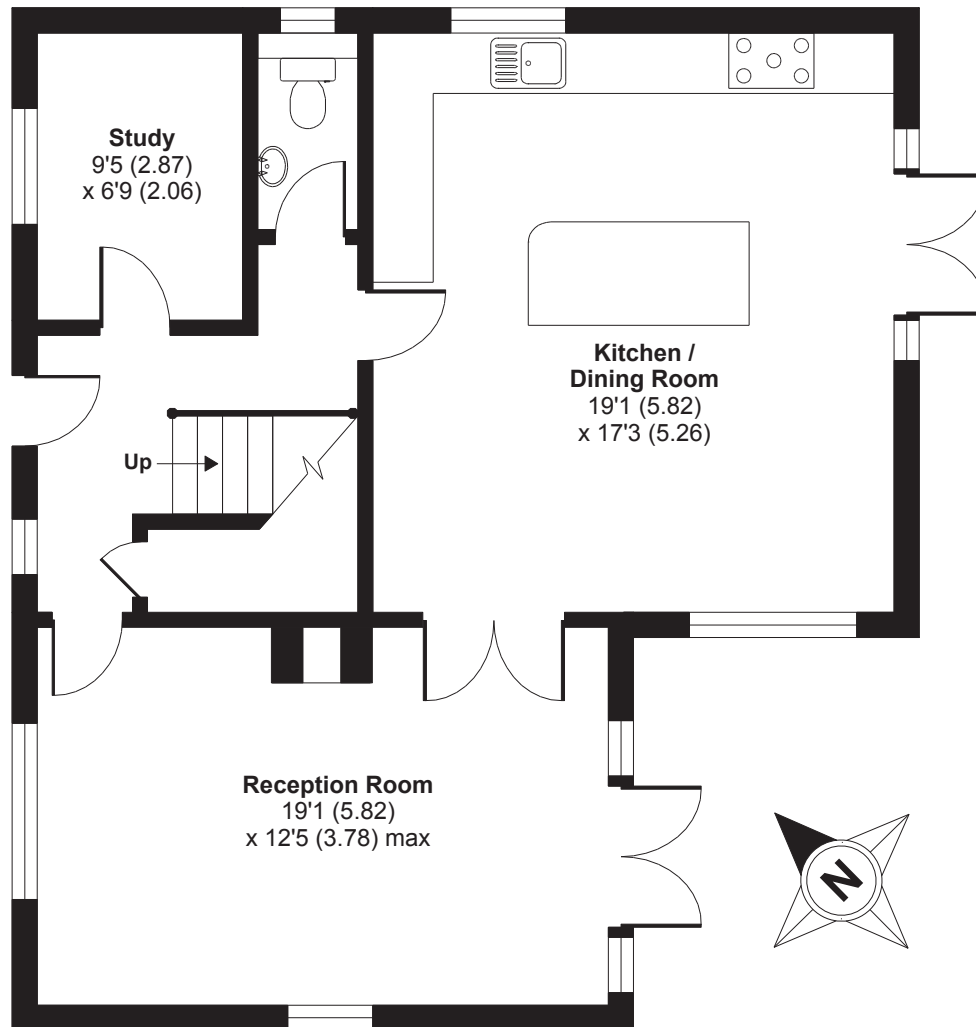 Study
9'5 (2.87)
x 6'9 (2.06)
Kitchen /
Dining Room
19'1 (5.82)
x 17'3 (5.26)
Up
Reception Room
19'1 (5.82)
x 12'5 (3.78) max
N